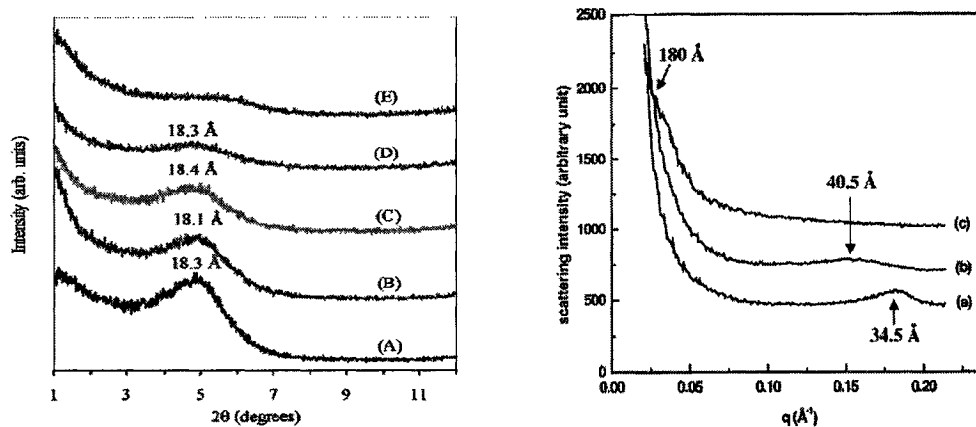 Intensity (arb. units)
(E)
18.3 Å
(D)
18.4 Å
(C)
18.1 Å
(B)
18.3 Å
(A)
1 3 5 7 9 11
2θ (degrees)
scattering intensity (arbitrary unit)
2500
2000
1500
1000
500
0
180 Å
40.5 Å
(c)
(b)
(a)
34.5 Å
0.00 0.05 0.10 0.15 0.20
q (Å⁻¹)